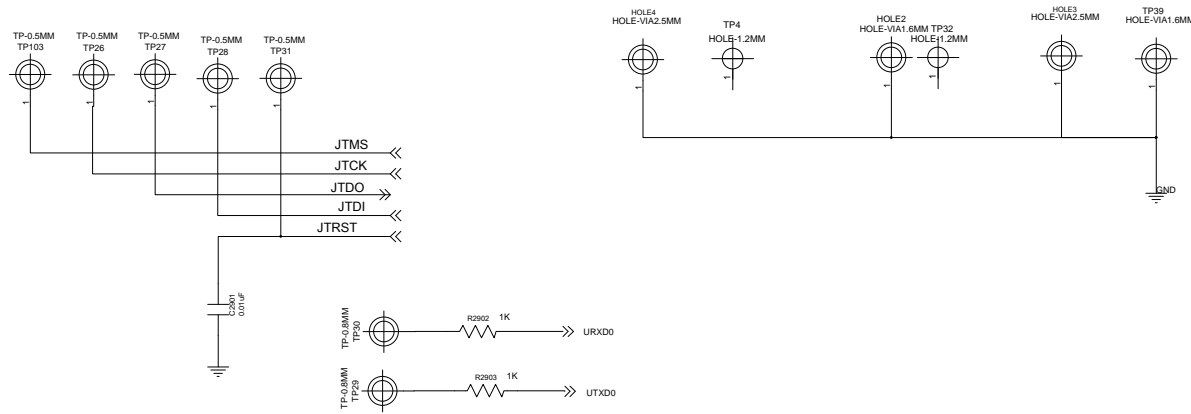 TP-0.5MM
TP103
TP-0.5MM
TP26
TP-0.5MM
TP27
TP-0.5MM
TP28
TP-0.5MM
TP31
1
1
1
1
1
JTMS
JTCK
JTDO
JTDI
JTRST
C2901
0.01uF
TP-0.8MM
TP30
R2902
1K
URXD0
TP-0.8MM
TP29
R2903
1K
UTXD0
HOLE4
HOLE-VIA2.5MM
1
TP4
HOLE-1.2MM
1
HOLE2
HOLE-VIA1.6MM
1
TP32
HOLE-1.2MM
1
HOLE3
HOLE-VIA2.5MM
1
TP39
HOLE-VIA1.6MM
1
GND